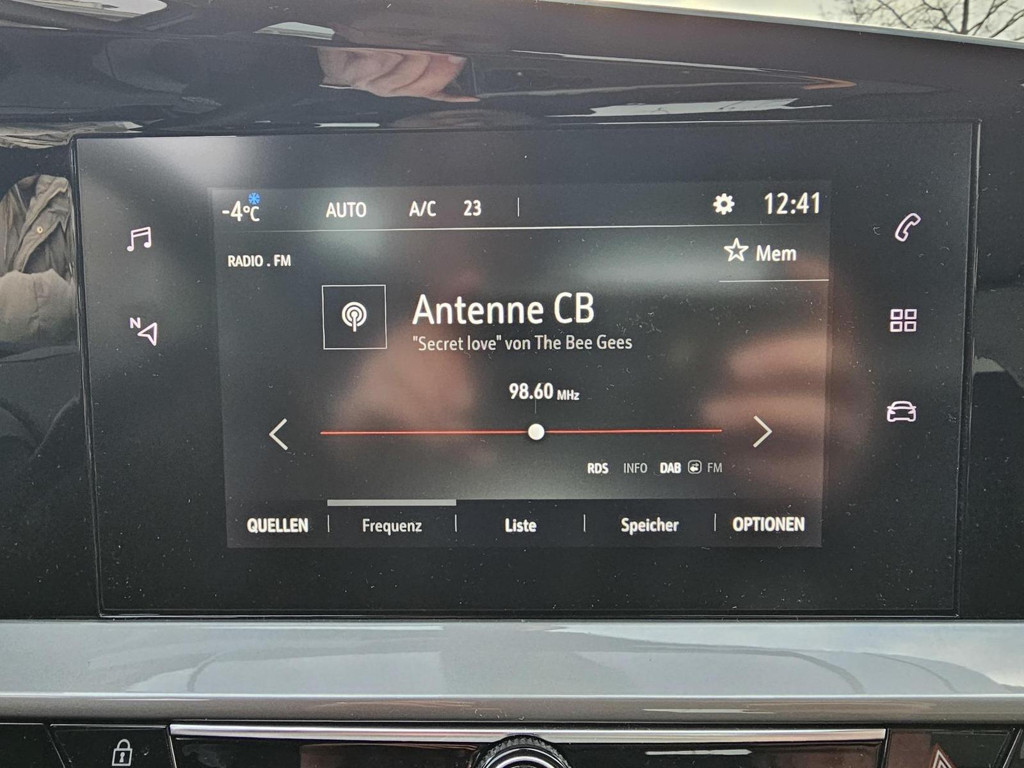 -4°C AUTO A/C 23 12:41
RADIO . FM
Mem
Antenne CB
"Secret love" von The Bee Gees
98.60 MHz
RDS INFO DAB FM
QUELLEN Frequenz Liste Speicher OPTIONEN
N